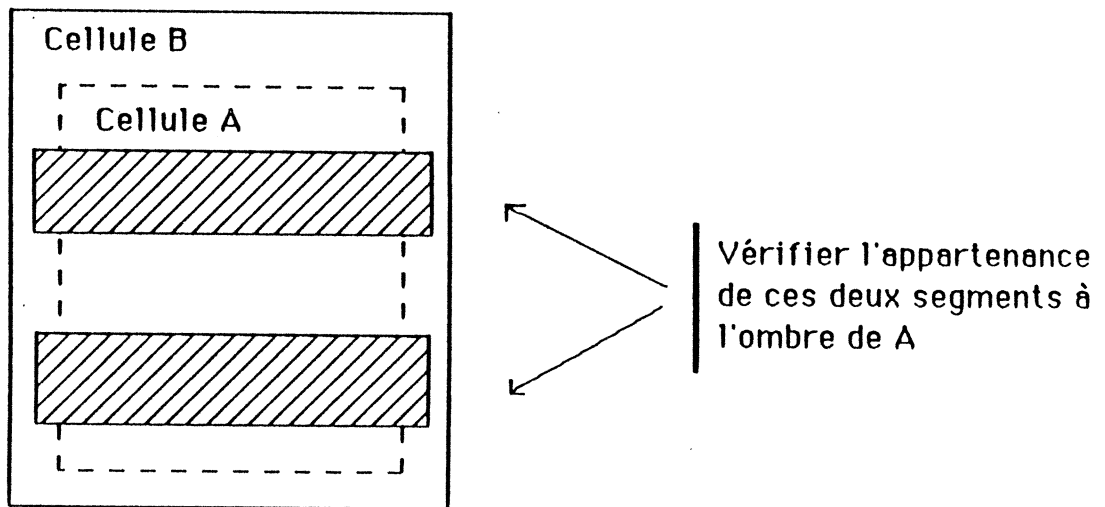 Cellule B
Cellule A
Vérifier l'appartenance
de ces deux segments à
l'ombre de A